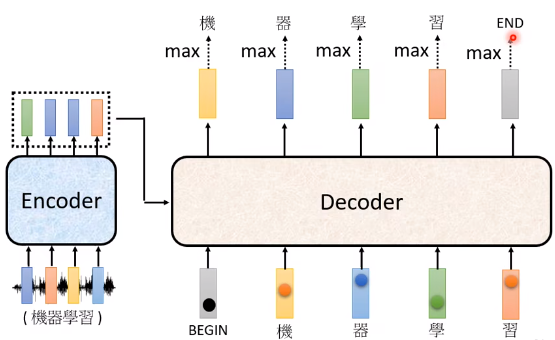 機 器 學 習 END
max max max max max
Encoder
Decoder
( 機器學習 )
BEGIN 機 器 學 習